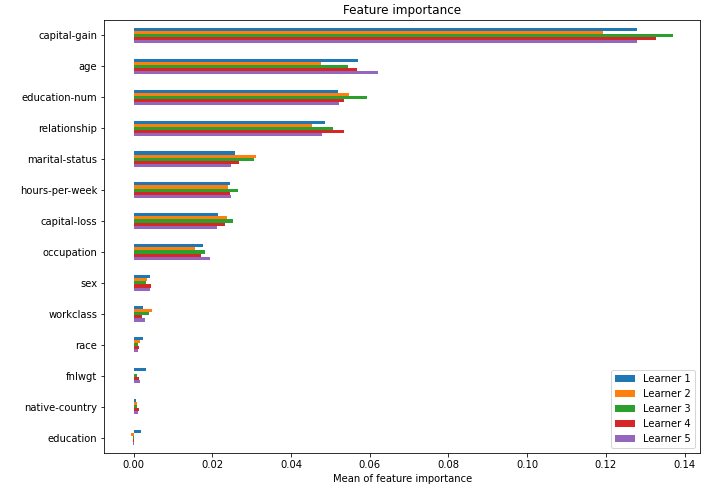 Feature importance
capital-gain
age
education-num
relationship
marital-status
hours-per-week
capital-loss
occupation
sex
workclass
race
fnlwgt
native-country
education
Learner 1
Learner 2
Learner 3
Learner 4
Learner 5
0.00 0.02 0.04 0.06 0.08 0.10 0.12 0.14
Mean of feature importance